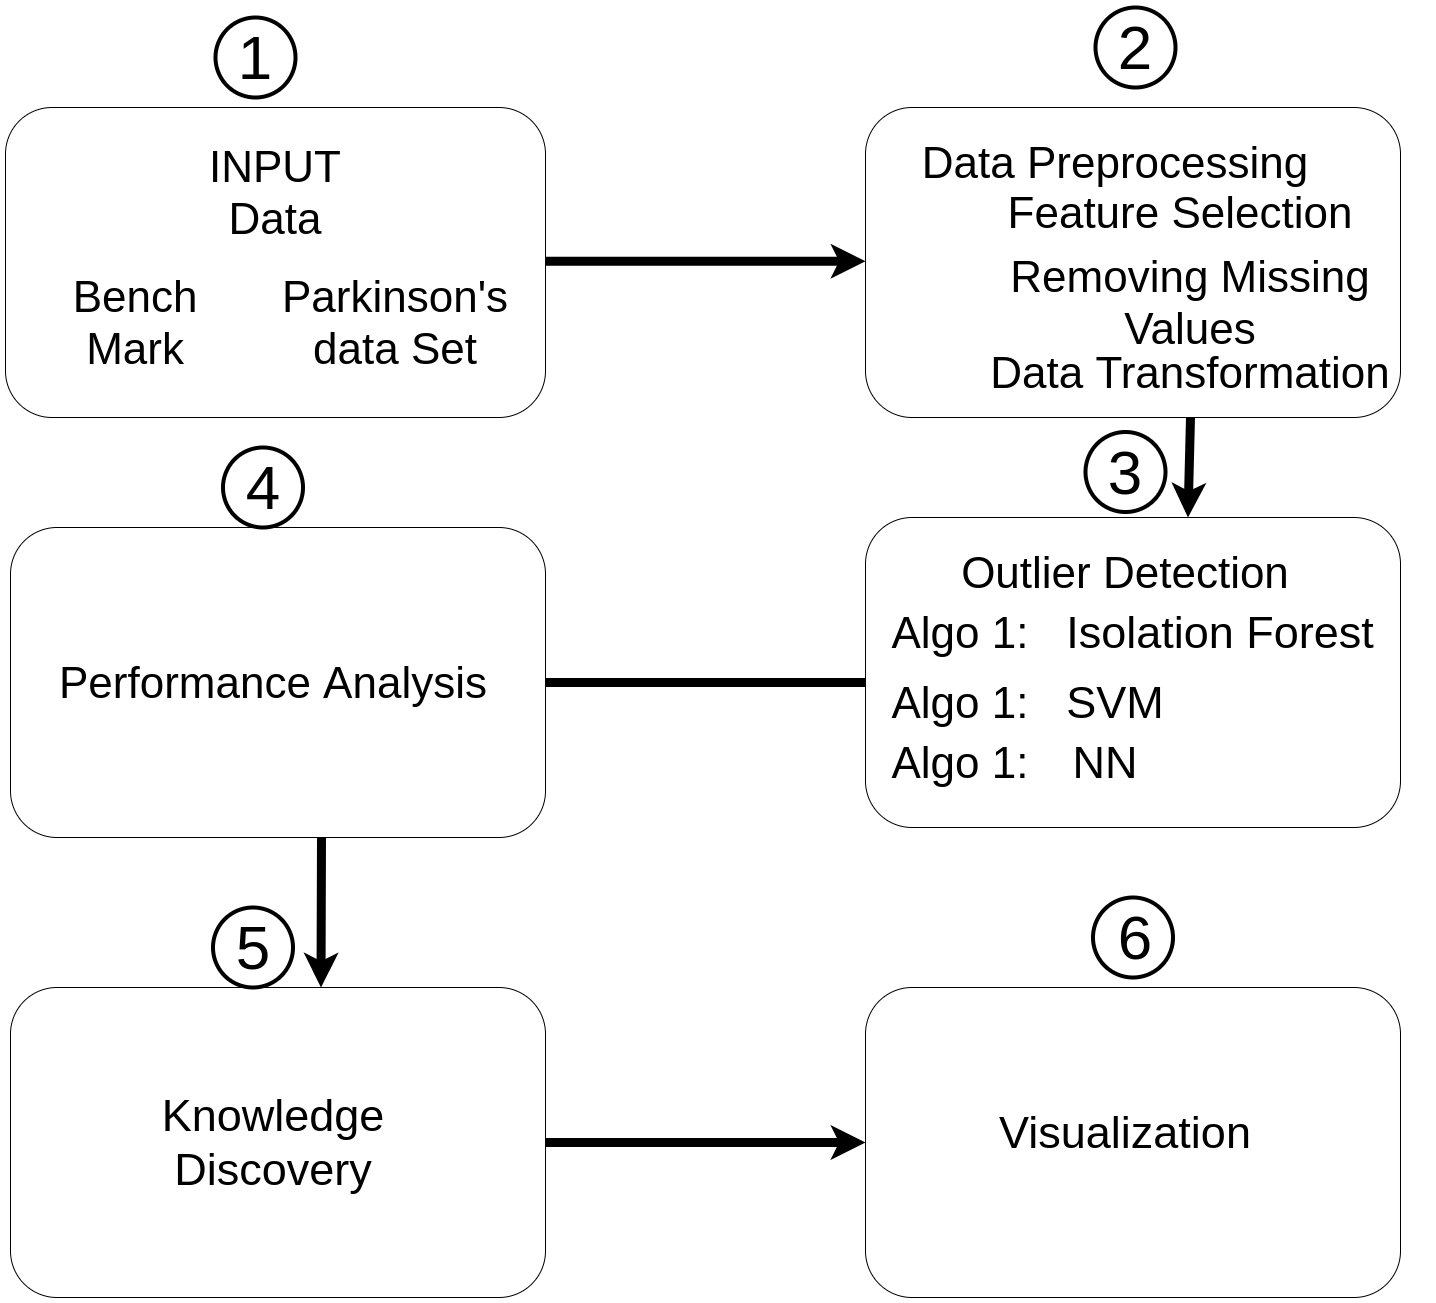 1
INPUT
Data
Bench
Mark
Parkinson's
data Set
2
Data Preprocessing
Feature Selection
Removing Missing
Values
Data Transformation
3
Outlier Detection
Algo 1: Isolation Forest
Algo 1: SVM
Algo 1: NN
4
Performance Analysis
5
Knowledge
Discovery
6
Visualization